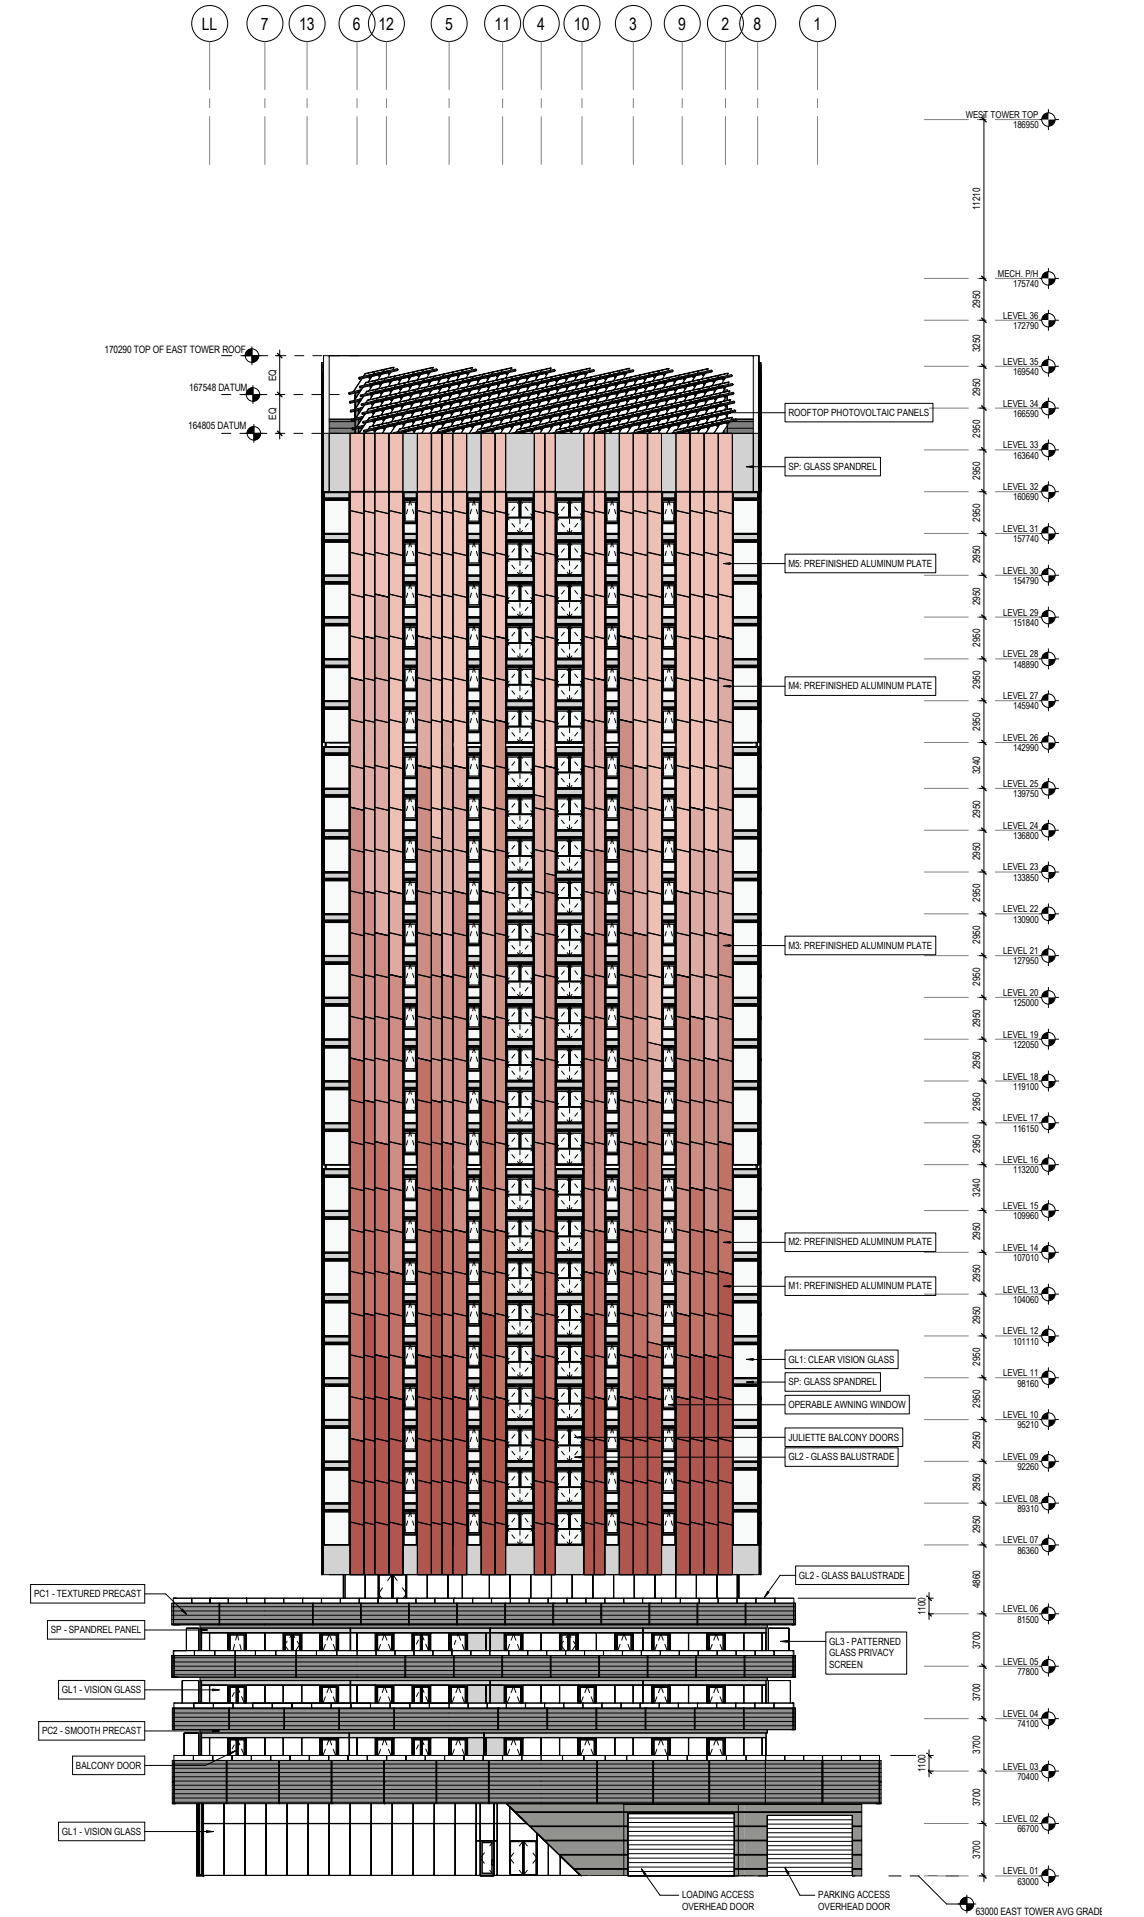 LL 7 13 6 12 5 11 4 10 3 9 2 8 1
WEST TOWER TOP
186950
11210
MECH. P/H
175740
2950
LEVEL 36
172790
3250
LEVEL 35
169540
2950
LEVEL 34
166590
2950
LEVEL 33
163640
2950
LEVEL 32
160690
2950
LEVEL 31
157740
2950
LEVEL 30
154790
2950
LEVEL 29
151840
2950
LEVEL 28
148890
2950
LEVEL 27
145940
2950
LEVEL 26
142990
3240
LEVEL 25
139750
2950
LEVEL 24
136800
2950
LEVEL 23
133850
2950
LEVEL 22
130900
2950
LEVEL 21
127950
2950
LEVEL 20
125000
2950
LEVEL 19
122050
2950
LEVEL 18
119100
2950
LEVEL 17
116150
2950
LEVEL 16
113200
3240
LEVEL 15
109960
2950
LEVEL 14
107010
2950
LEVEL 13
104060
2950
LEVEL 12
101110
2950
LEVEL 11
98160
2950
LEVEL 10
95210
2950
LEVEL 09
92260
2950
LEVEL 08
89310
2950
LEVEL 07
86360
4860
LEVEL 06
81500
3700
LEVEL 05
77800
3700
LEVEL 04
74100
3700
LEVEL 03
70400
3700
LEVEL 02
66700
3700
LEVEL 01
63000
63000 EAST TOWER AVG GRADE
1100
1100
170290 TOP OF EAST TOWER ROOF
EQ
167548 DATUM
EQ
164805 DATUM
ROOFTOP PHOTOVOLTAIC PANELS
SP: GLASS SPANDREL
M5: PREFINISHED ALUMINUM PLATE
M4: PREFINISHED ALUMINUM PLATE
M3: PREFINISHED ALUMINUM PLATE
M2: PREFINISHED ALUMINUM PLATE
M1: PREFINISHED ALUMINUM PLATE
GL1: CLEAR VISION GLASS
SP: GLASS SPANDREL
OPERABLE AWNING WINDOW
JULIETTE BALCONY DOORS
GL2 - GLASS BALUSTRADE
GL2 - GLASS BALUSTRADE
GL3 - PATTERNED
GLASS PRIVACY
SCREEN
PC1 - TEXTURED PRECAST
SP - SPANDREL PANEL
GL1 - VISION GLASS
PC2 - SMOOTH PRECAST
BALCONY DOOR
GL1 - VISION GLASS
LOADING ACCESS
OVERHEAD DOOR
PARKING ACCESS
OVERHEAD DOOR